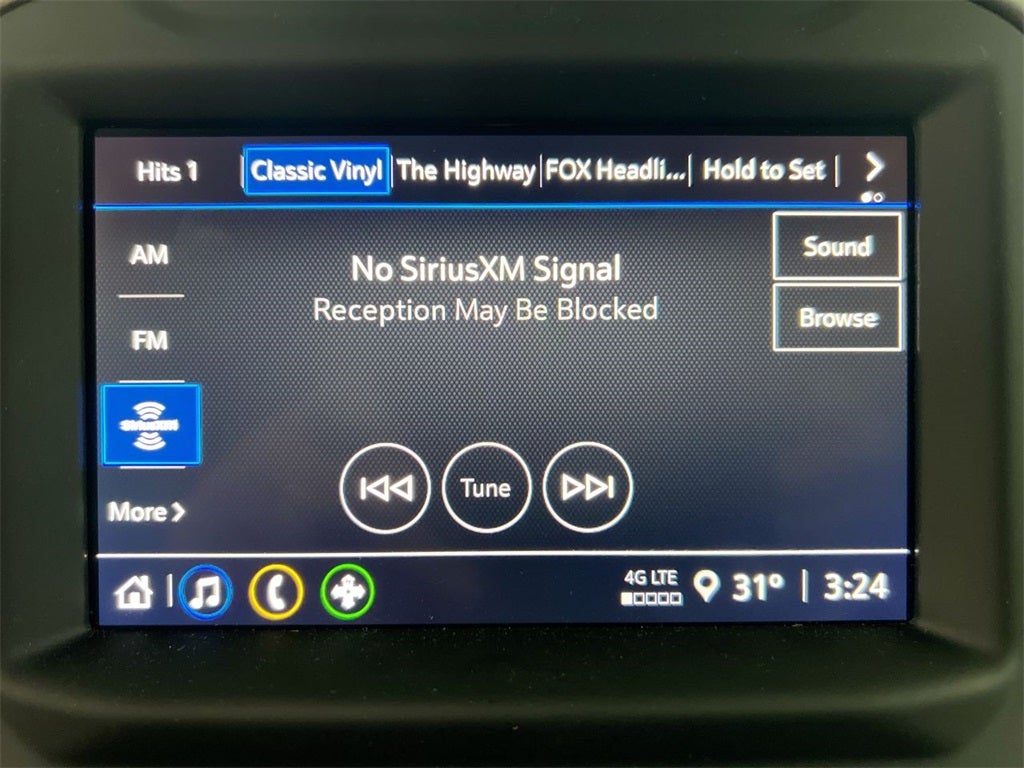 Hits 1 | Classic Vinyl | The Highway | FOX Headli... | Hold to Set |
AM
No SiriusXM Signal
Sound
Reception May Be Blocked
Browse
FM
SiriusXM
Tune
More
4G LTE
31° | 3:24